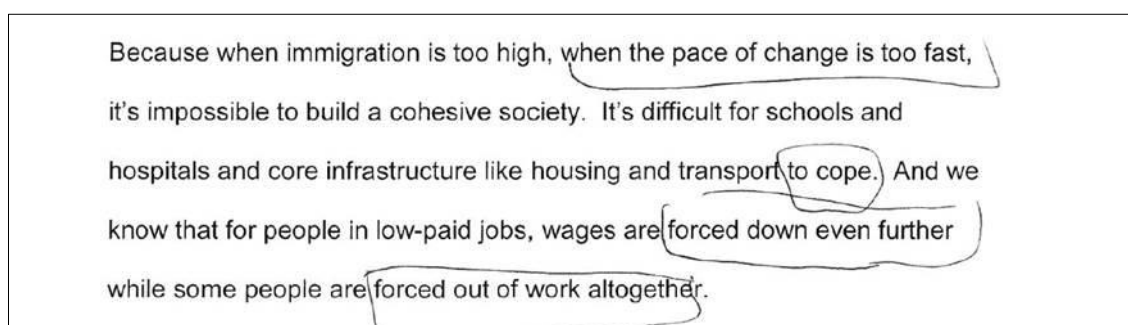 Because when immigration is too high, when the pace of change is too fast,
it's impossible to build a cohesive society.  It's difficult for schools and
hospitals and core infrastructure like housing and transport to cope.  And we
know that for people in low-paid jobs, wages are forced down even further
while some people are forced out of work altogether.